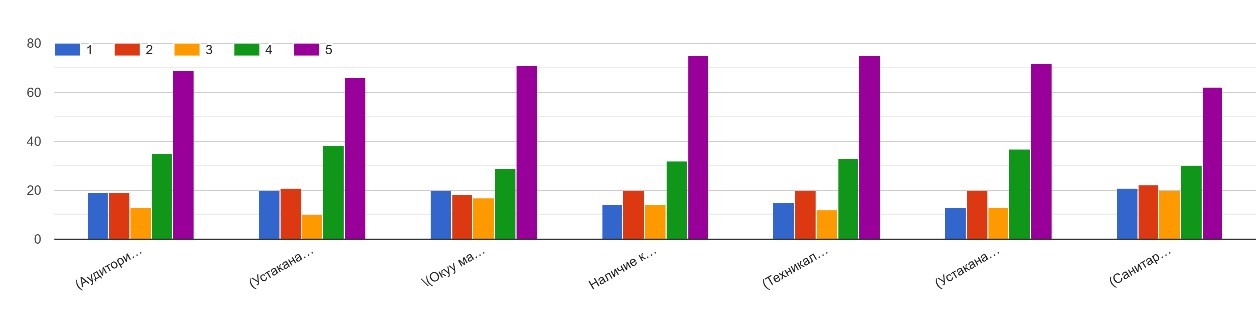 80
1 2 3 4 5
60
40
20
0
(Аудитори…
(Устакана…
\(Окуу ма…
Наличие к…
(Техникал…
(Устакана…
(Санитар…